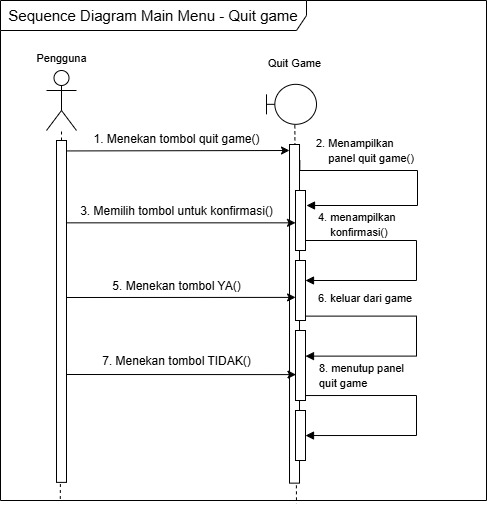 Sequence Diagram Main Menu - Quit game
Pengguna
Quit Game
1. Menekan tombol quit game()
2. Menampilkan
panel quit game()
3. Memilih tombol untuk konfirmasi()
4. menampilkan
konfirmasi()
5. Menekan tombol YA()
6. keluar dari game
7. Menekan tombol TIDAK()
8. menutup panel
quit game